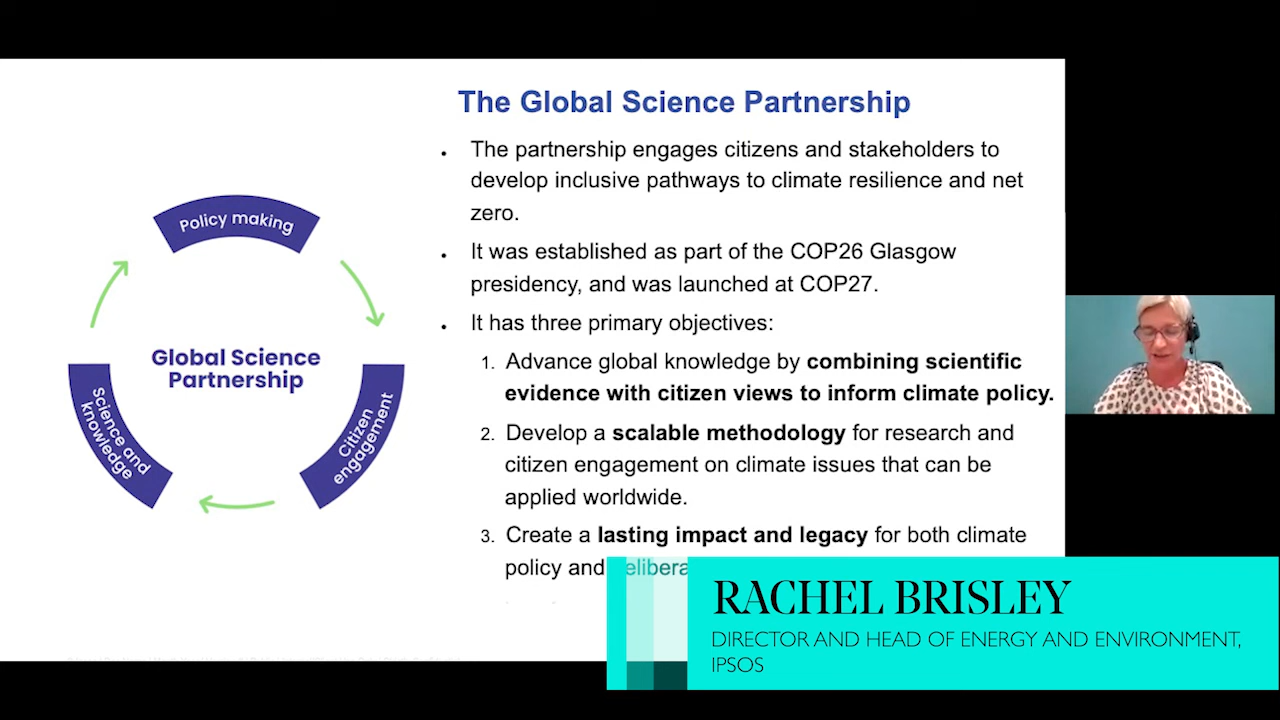 The Global Science Partnership
The partnership engages citizens and stakeholders to
develop inclusive pathways to climate resilience and net
zero.
It was established as part of the COP26 Glasgow
presidency, and was launched at COP27.
It has three primary objectives:
1. Advance global knowledge by combining scientific
evidence with citizen views to inform climate policy.
2. Develop a scalable methodology for research and
citizen engagement on climate issues that can be
applied worldwide.
3. Create a lasting impact and legacy for both climate
policy and
Policy making
Global Science
Partnership
Science and
knowledge
Citizen
engagement
RACHEL BRISLEY
DIRECTOR AND HEAD OF ENERGY AND ENVIRONMENT,
IPSOS